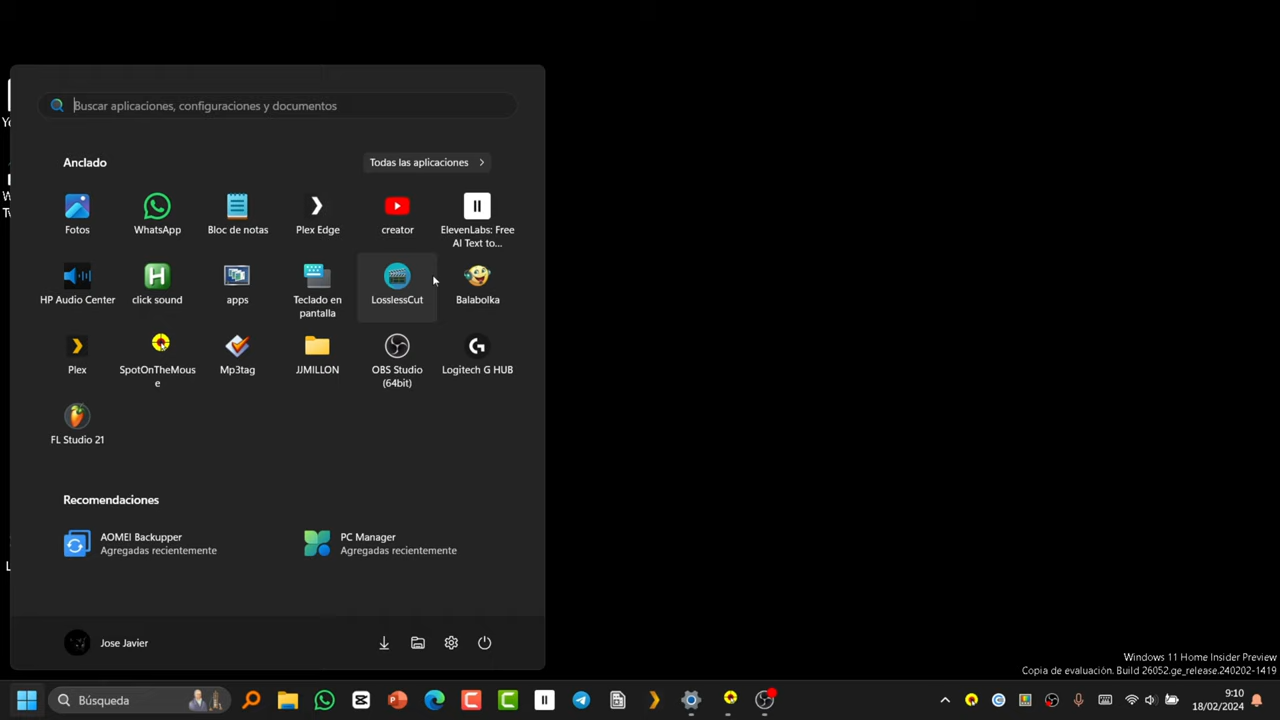 Buscar aplicaciones, configuraciones y documentos
Anclado
Todas las aplicaciones
Fotos
WhatsApp
Bloc de notas
Plex Edge
creator
ElevenLabs: Free
AI Text to...
HP Audio Center
click sound
apps
Teclado en
pantalla
LosslessCut
Balabolka
Plex
SpotOnTheMous
e
Mp3tag
JJMILLON
OBS Studio
(64bit)
Logitech G HUB
FL Studio 21
Recomendaciones
AOMEI Backupper
Agregadas recientemente
PC Manager
Agregadas recientemente
Jose Javier
Windows 11 Home Insider Preview
Copia de evaluación. Build 26052.ge_release.240202-1419
Búsqueda
9:10
18/02/2024